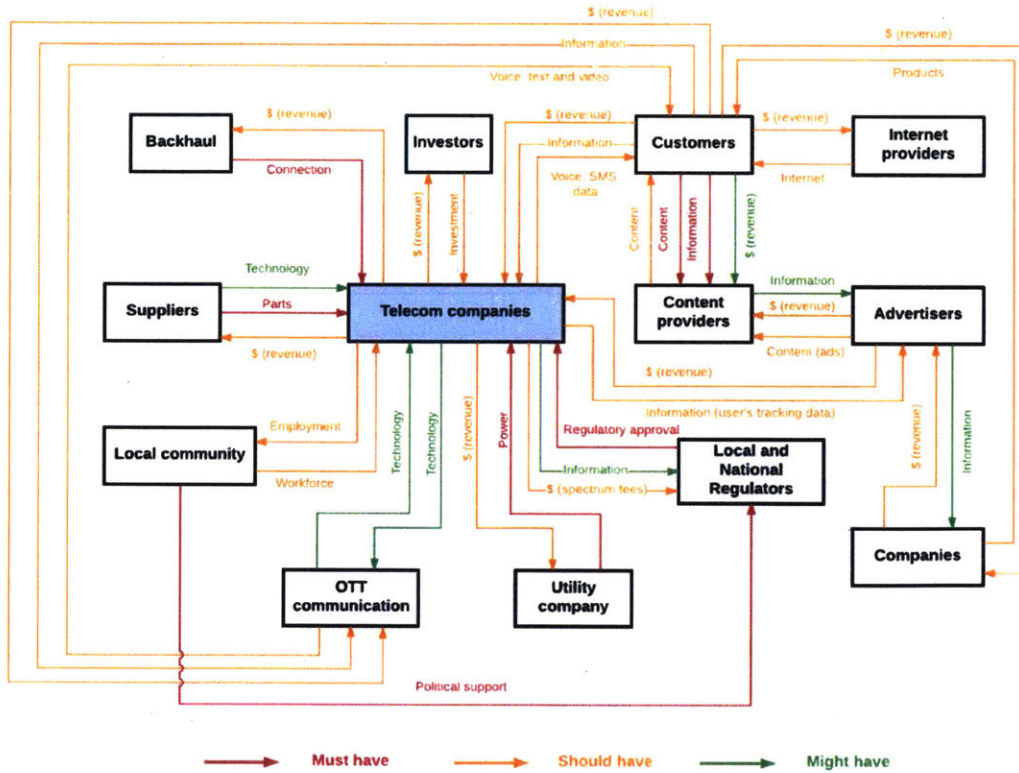 $ (revenue)
Information
$ (revenue)
Voice, text and video
Products
$ (revenue)
Backhaul
Investors
$ (revenue)
Customers
$ (revenue)
Internet
providers
Information
Connection
Voice, SMS
data
Internet
$ (revenue)
Investment
Content
Content
Information
$ (revenue)
Technology
Suppliers
Parts
Telecom companies
Content
providers
Information
$ (revenue)
Advertisers
Content (ads)
$ (revenue)
$ (revenue)
Information (user's tracking data)
Employment
Local community
Workforce
Technology
Technology
$ (revenue)
Power
Regulatory approval
Information
$ (spectrum fees)
Local and
National
Regulators
$ (revenue)
Information
Companies
OTT
communication
Utility
company
Political support
Must have
Should have
Might have